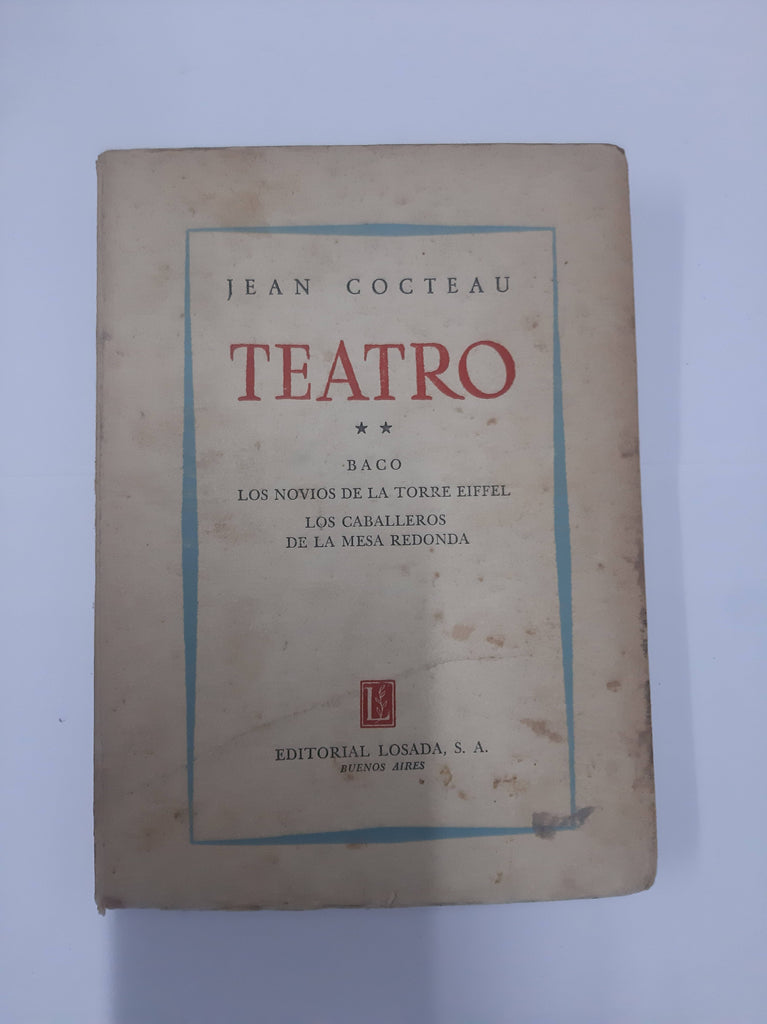 JEAN COCTEAU
TEATRO
★ ★
BACO
LOS NOVIOS DE LA TORRE EIFFEL
LOS CABALLEROS
DE LA MESA REDONDA
L
EDITORIAL LOSADA, S. A.
BUENOS AIRES